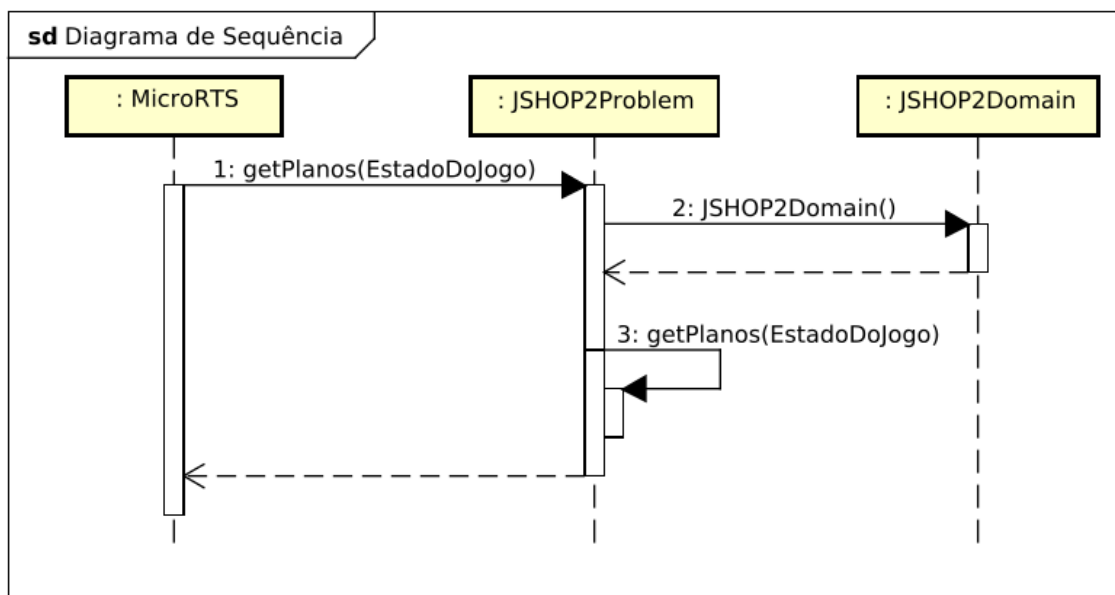 sd Diagrama de Sequência
: MicroRTS
: JSHOP2Problem
: JSHOP2Domain
1: getPlanos(EstadoDoJogo)
2: JSHOP2Domain()
3: getPlanos(EstadoDoJogo)